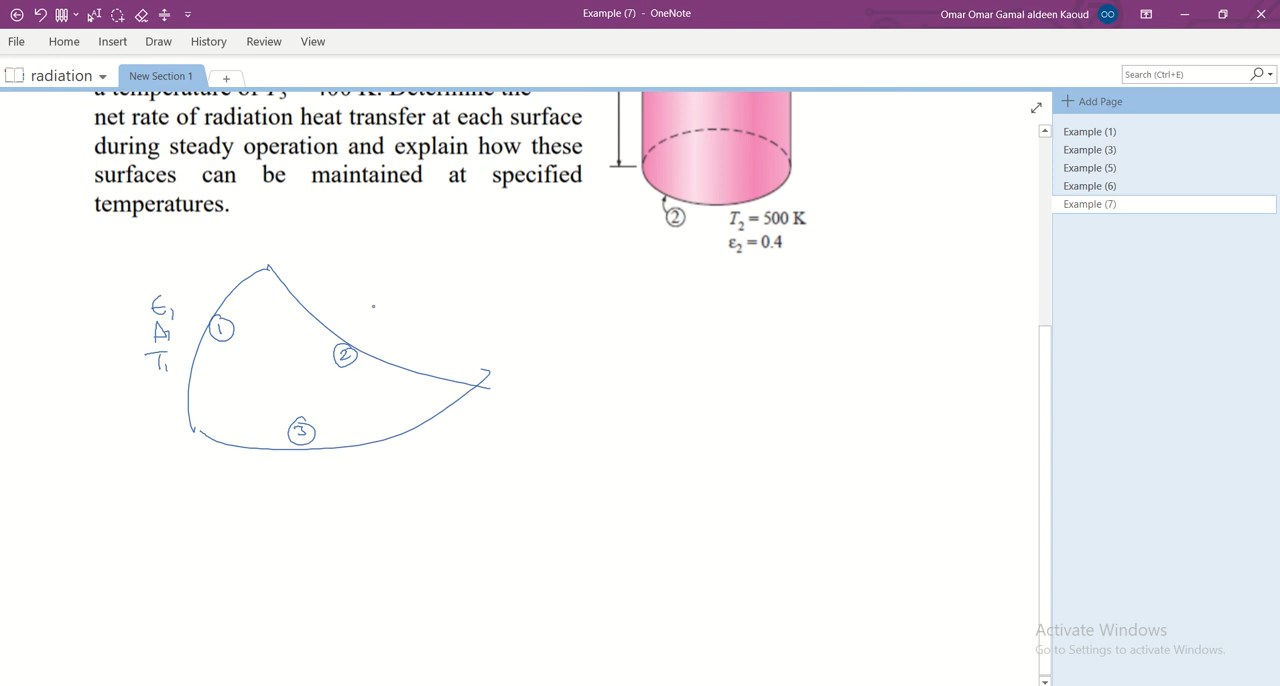 Example (7) - OneNote
Omar Omar Gamal aldeen Kaoud OO
File Home Insert Draw History Review View
radiation New Section 1 +
Search (Ctrl+E)
Add Page
Example (1)
Example (3)
Example (5)
Example (6)
Example (7)
net rate of radiation heat transfer at each surface
during steady operation and explain how these
surfaces can be maintained at specified
temperatures.
② T₂ = 500 K
ε₂ = 0.4
ε₁
A₁
T₁
①
②
③
Activate Windows
Go to Settings to activate Windows.